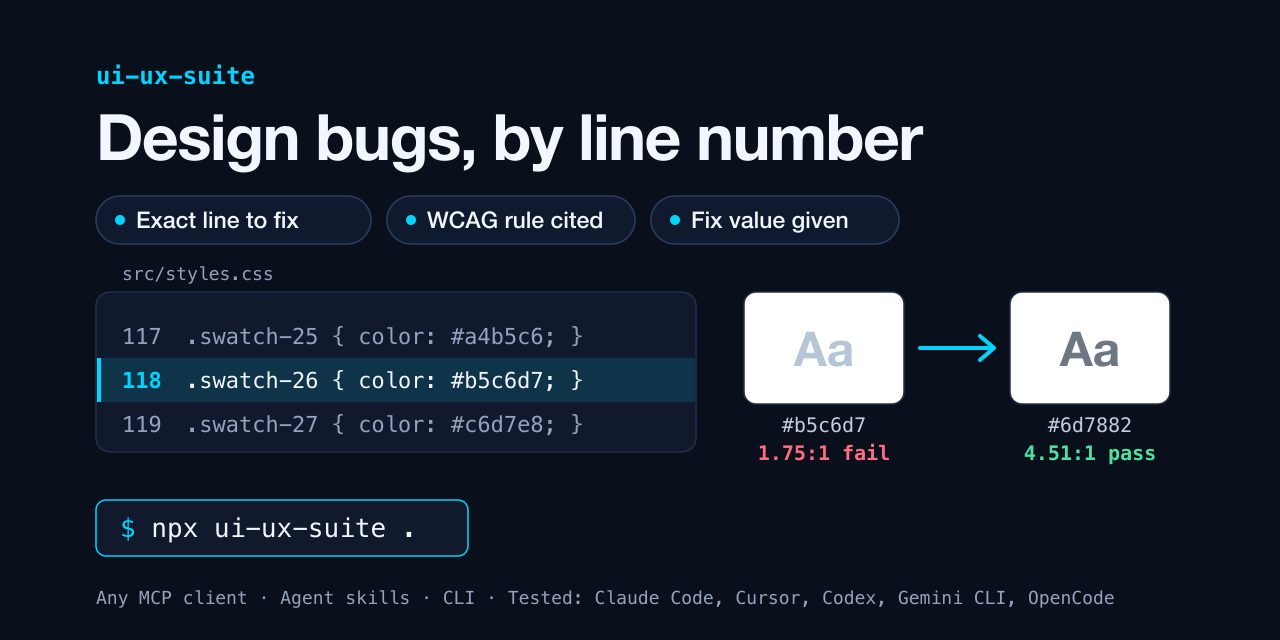 ui-ux-suite
Design bugs, by line number
Exact line to fix
WCAG rule cited
Fix value given
src/styles.css
117 .swatch-25 { color: #a4b5c6; }
118 .swatch-26 { color: #b5c6d7; }
119 .swatch-27 { color: #c6d7e8; }
Aa
#b5c6d7
1.75:1 fail
Aa
#6d7882
4.51:1 pass
$ npx ui-ux-suite .
Any MCP client · Agent skills · CLI · Tested: Claude Code, Cursor, Codex, Gemini CLI, OpenCode